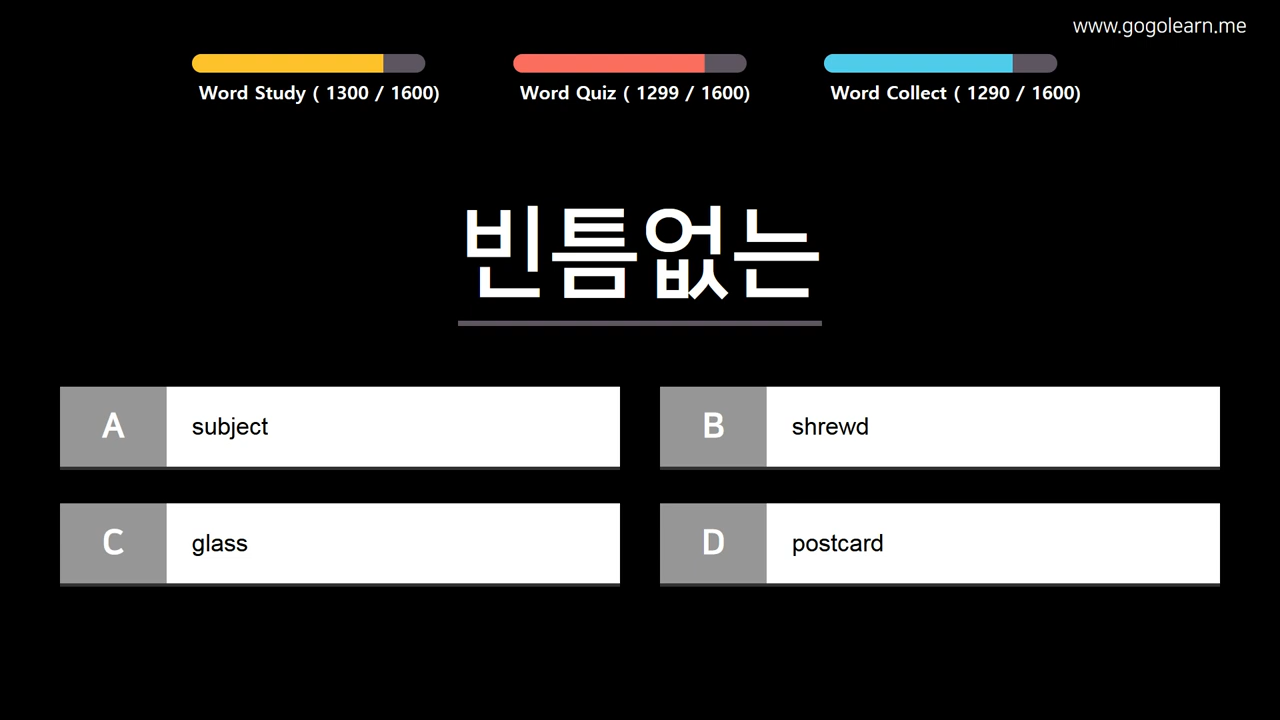 www.gogolearn.me
Word Study ( 1300 / 1600)
Word Quiz ( 1299 / 1600)
Word Collect ( 1290 / 1600)
빈틈없는
A subject
B shrewd
C glass
D postcard